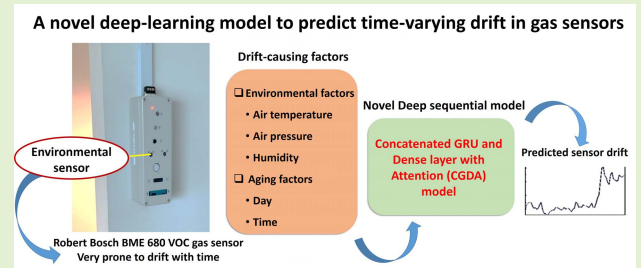 A novel deep-learning model to predict time-varying drift in gas sensors
Environmental
sensor
Robert Bosch BME 680 VOC gas sensor
Very prone to drift with time
Drift-causing factors
❑ Environmental factors
• Air temperature
• Air pressure
• Humidity
❑ Aging factors
• Day
• Time
Novel Deep sequential model
Concatenated GRU and
Dense layer with
Attention (CGDA)
model
Predicted sensor drift